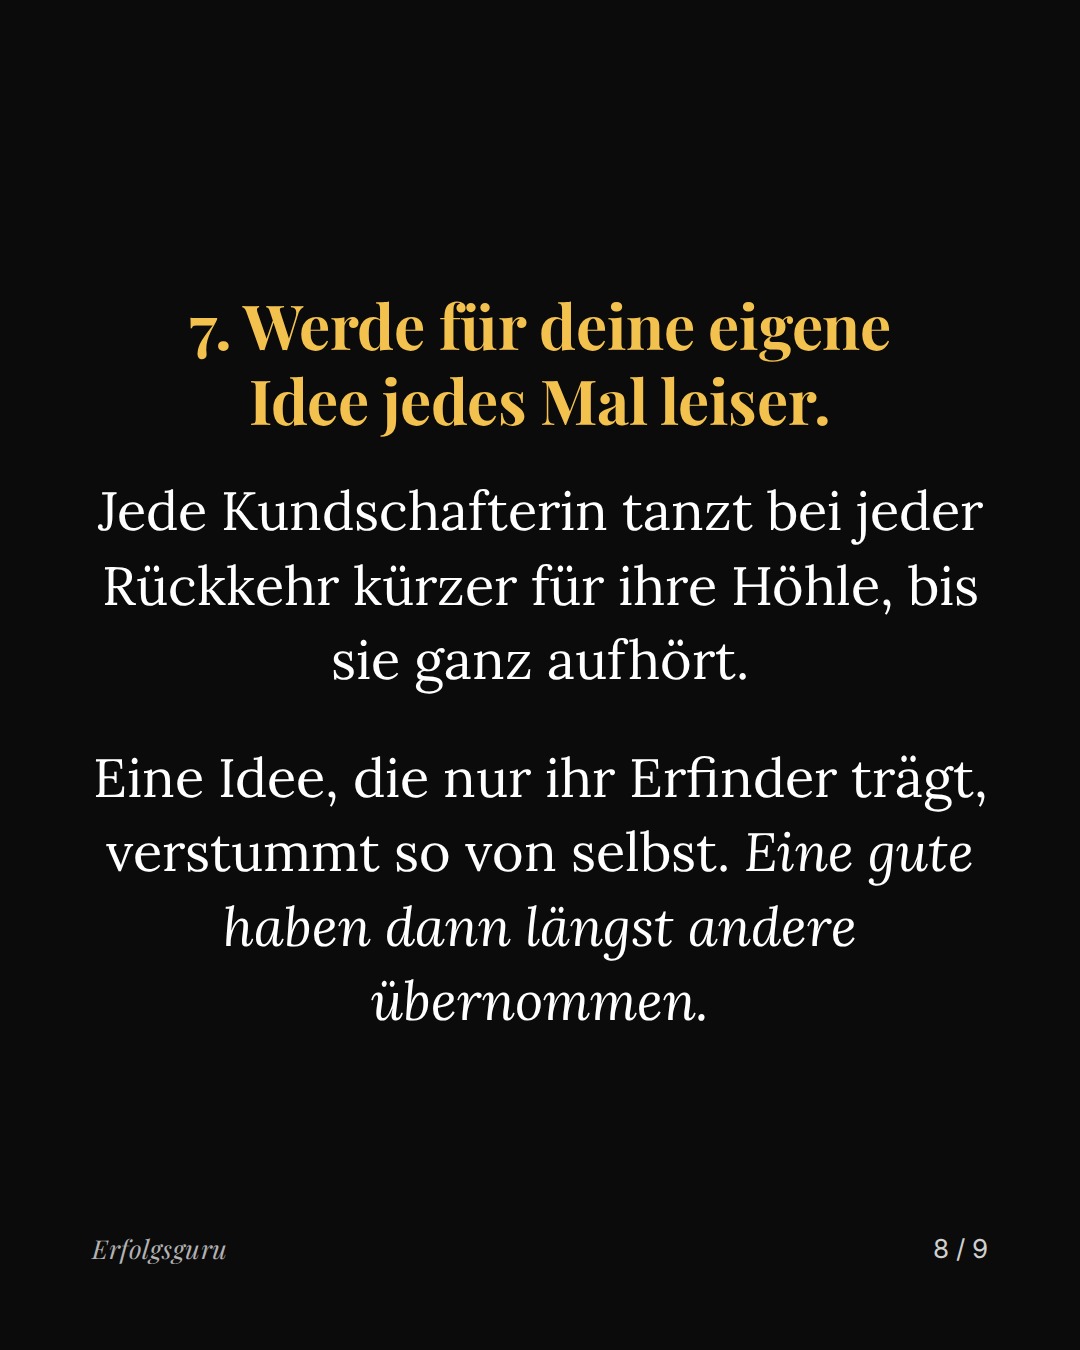 7. Werde für deine eigene
Idee jedes Mal leiser.
Jede Kundschafterin tanzt bei jeder
Rückkehr kürzer für ihre Höhle, bis
sie ganz aufhört.
Eine Idee, die nur ihr Erfinder trägt,
verstummt so von selbst. Eine gute
haben dann längst andere
übernommen.
Erfolgsguru
8 / 9